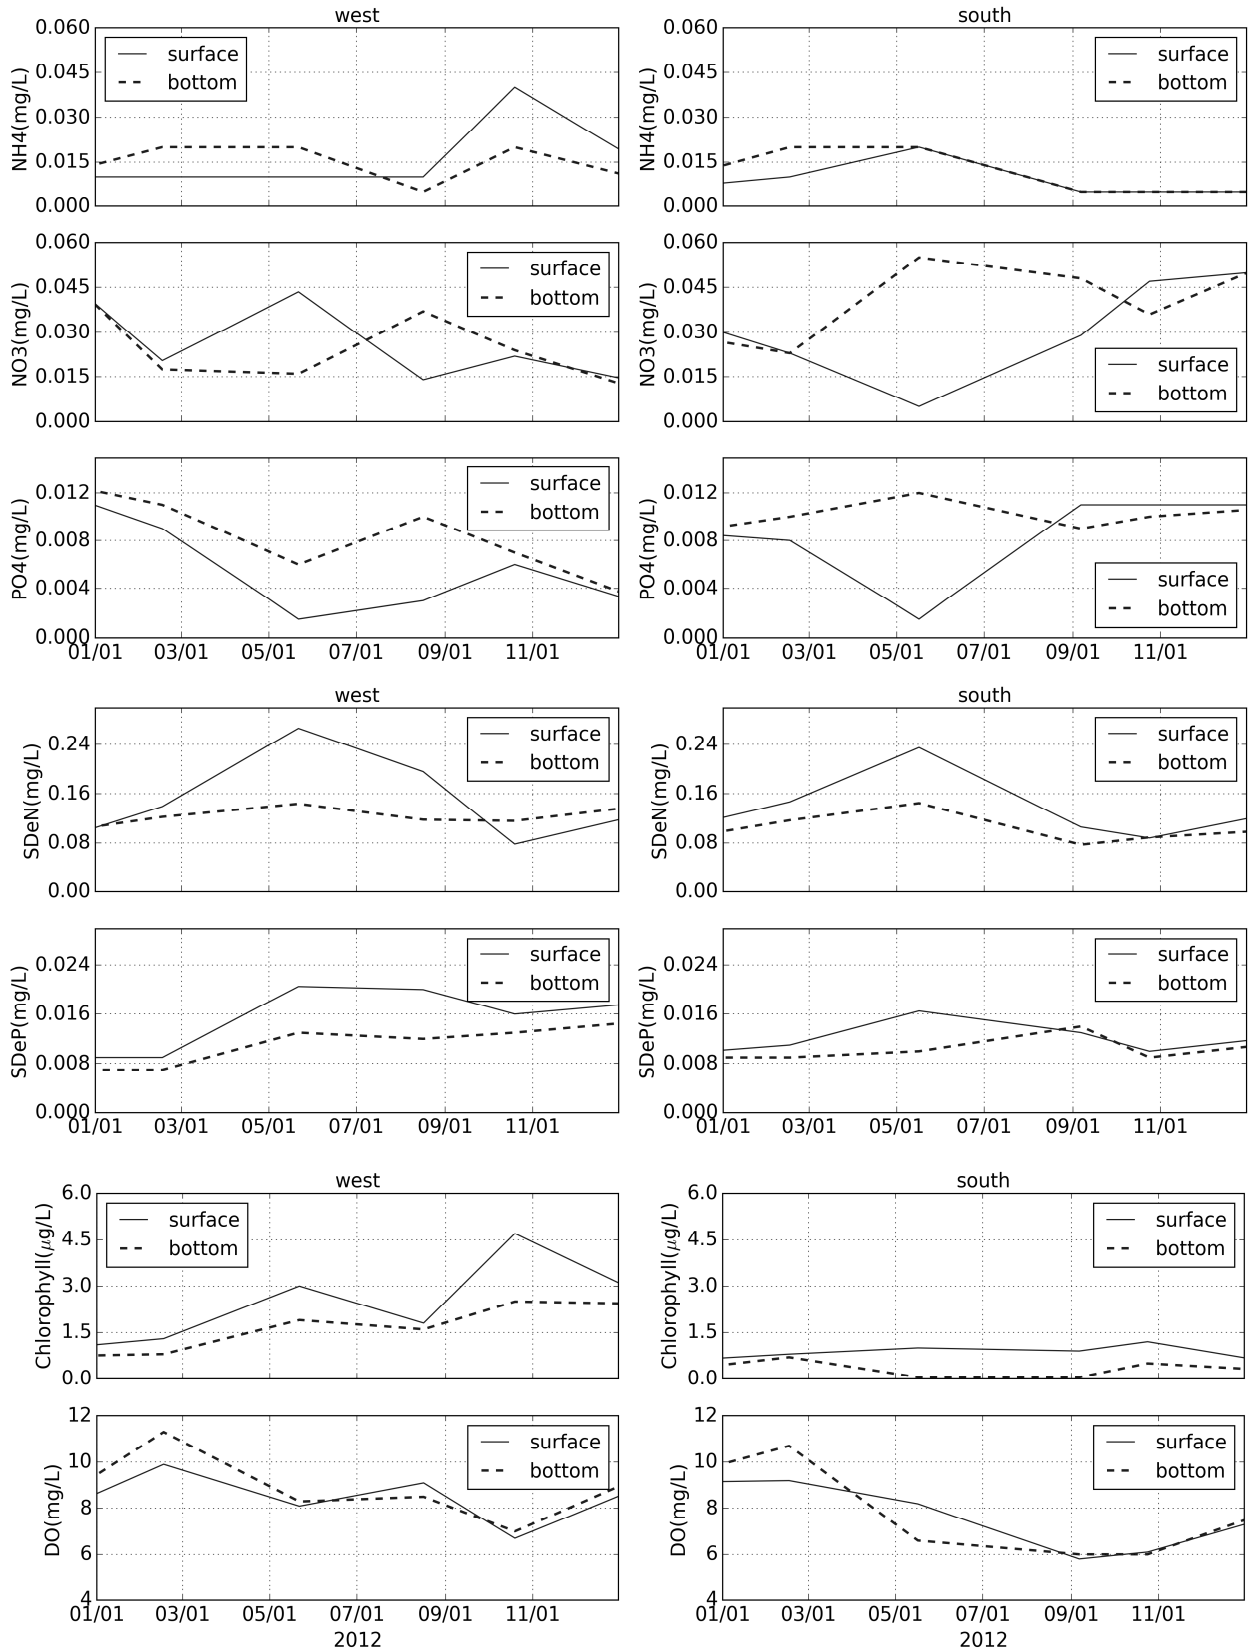 west
NH4(mg/L)
0.060
0.045
0.030
0.015
0.000
surface
bottom
south
NH4(mg/L)
0.060
0.045
0.030
0.015
0.000
surface
bottom
NO3(mg/L)
0.060
0.045
0.030
0.015
0.000
surface
bottom
NO3(mg/L)
0.060
0.045
0.030
0.015
0.000
surface
bottom
PO4(mg/L)
0.012
0.008
0.004
0.000
surface
bottom
01/01 03/01 05/01 07/01 09/01 11/01
PO4(mg/L)
0.012
0.008
0.004
0.000
surface
bottom
01/01 03/01 05/01 07/01 09/01 11/01
west
SDeN(mg/L)
0.24
0.16
0.08
0.00
surface
bottom
south
SDeN(mg/L)
0.24
0.16
0.08
0.00
surface
bottom
SDeP(mg/L)
0.024
0.016
0.008
0.000
surface
bottom
01/01 03/01 05/01 07/01 09/01 11/01
SDeP(mg/L)
0.024
0.016
0.008
0.000
surface
bottom
01/01 03/01 05/01 07/01 09/01 11/01
west
Chlorophyll(μg/L)
6.0
4.5
3.0
1.5
0.0
surface
bottom
south
Chlorophyll(μg/L)
6.0
4.5
3.0
1.5
0.0
surface
bottom
DO(mg/L)
12
10
8
6
4
surface
bottom
01/01 03/01 05/01 07/01 09/01 11/01
2012
DO(mg/L)
12
10
8
6
4
surface
bottom
01/01 03/01 05/01 07/01 09/01 11/01
2012